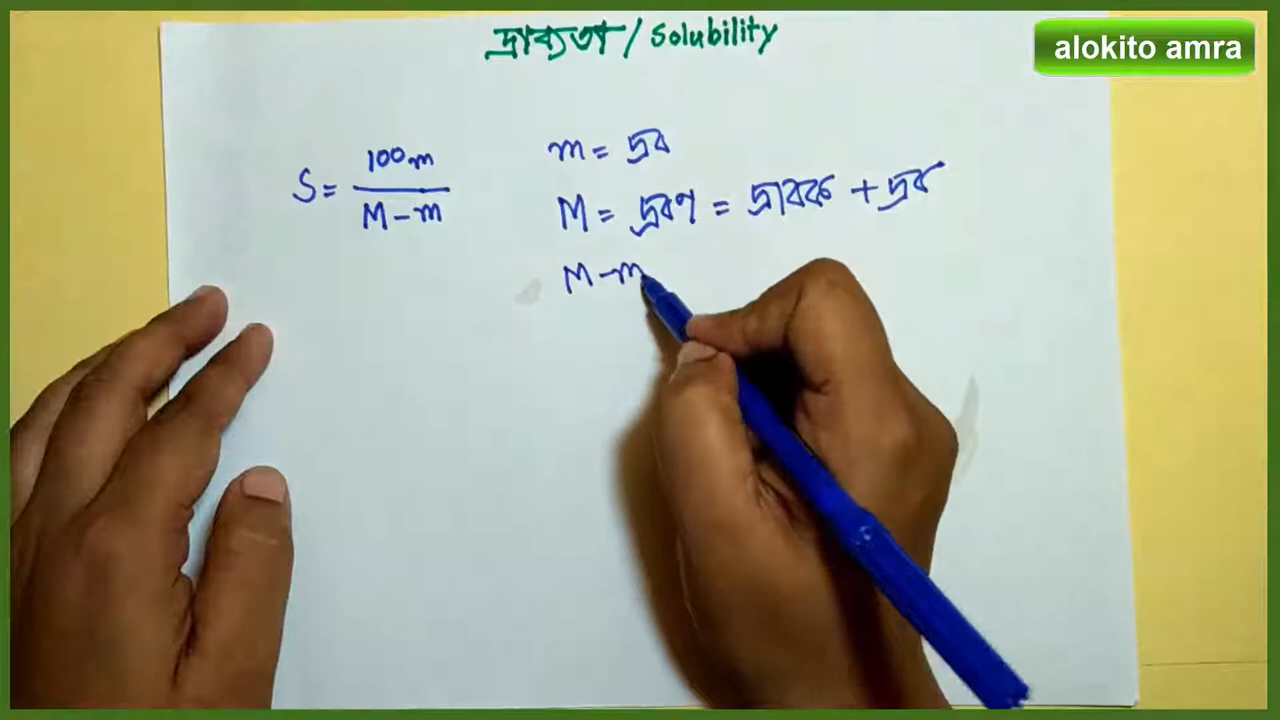 দ্রাব্যতা / Solubility
alokito amra
S = 100m / M - m
m = দ্রব
M = দ্রবণ = দ্রাবক + দ্রব
M - m